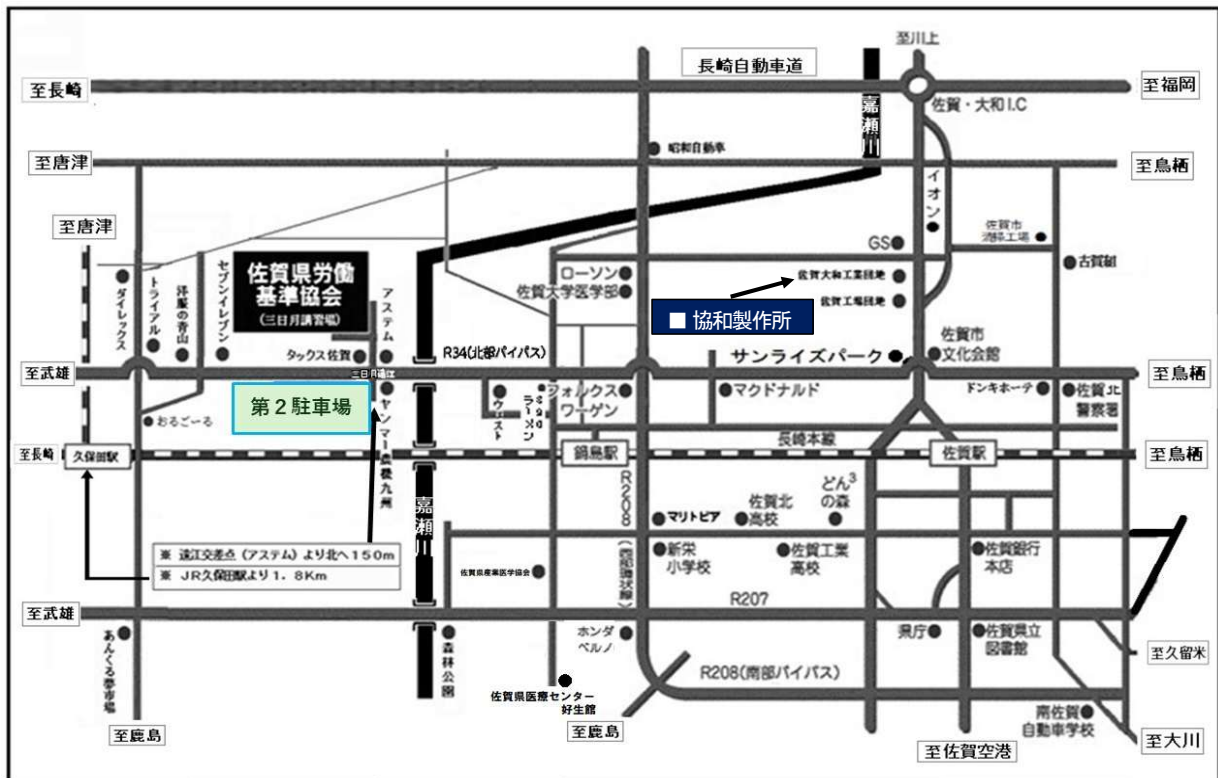 至川上
長崎自動車道
至長崎
至福岡
嘉瀬川
佐賀・大和I.C
昭和自動車
至唐津
至鳥栖
イオン
至唐津
佐賀市
清掃工場
GS
古賀組
佐賀県労働
基準協会
(三日月講習場)
ダイレックス
トライアル
洋服の青山
セブンイレブン
アステム
ローソン
佐賀大学医学部
佐賀大和工業団地
佐賀工場団地
■ 協和製作所
タックス佐賀
R34(北部バイパス)
サンライズパーク
佐賀市
文化会館
至武雄
三日月遠江
至鳥栖
第2駐車場
ヤンマー農機九州
ウエスト
ラーメン
フォルクス
ワーゲン
マクドナルド
ドンキホーテ
佐賀北
警察署
おるごーる
長崎本線
至長崎
久保田駅
鍋島駅
佐賀駅
至鳥栖
嘉瀬川
R208
(西部環状線)
マリトピア
佐賀北
高校
どん3
の森
※ 遠江交差点(アステム)より北へ150m
※ JR久保田駅より1.8Km
佐賀県産業医学協会
新栄
小学校
佐賀工業
高校
佐賀銀行
本店
至武雄
R207
あんくる夢市場
森林公園
ホンダ
ベルノ
県庁
佐賀県立
図書館
至久留米
R208(南部バイパス)
佐賀県医療センター
好生館
至鹿島
至鹿島
南佐賀
自動車学校
至佐賀空港
至大川